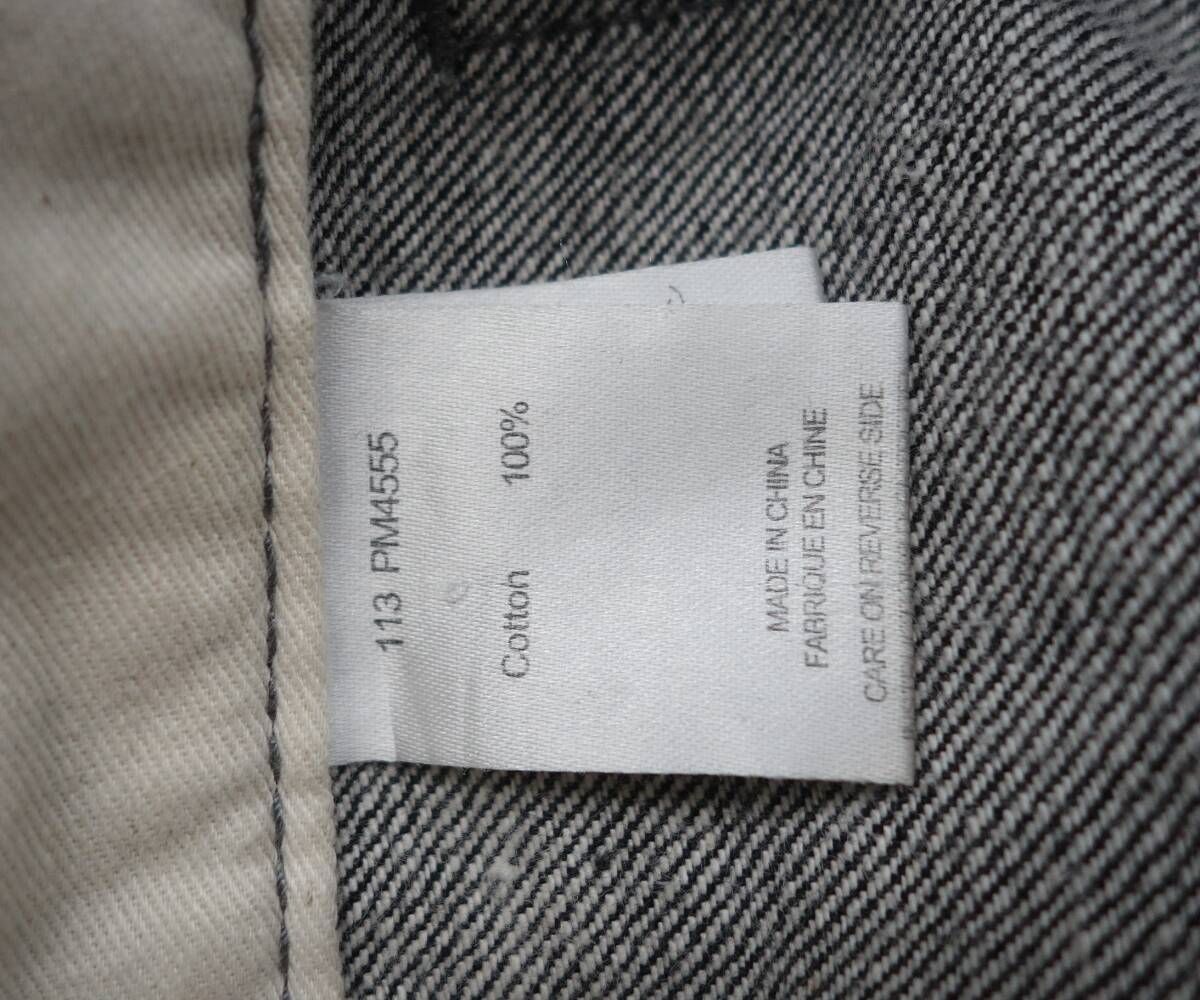 113 PM4555
Cotton 100%
MADE IN CHINA
FABRIQUE EN CHINE
CARE ON REVERSE SIDE